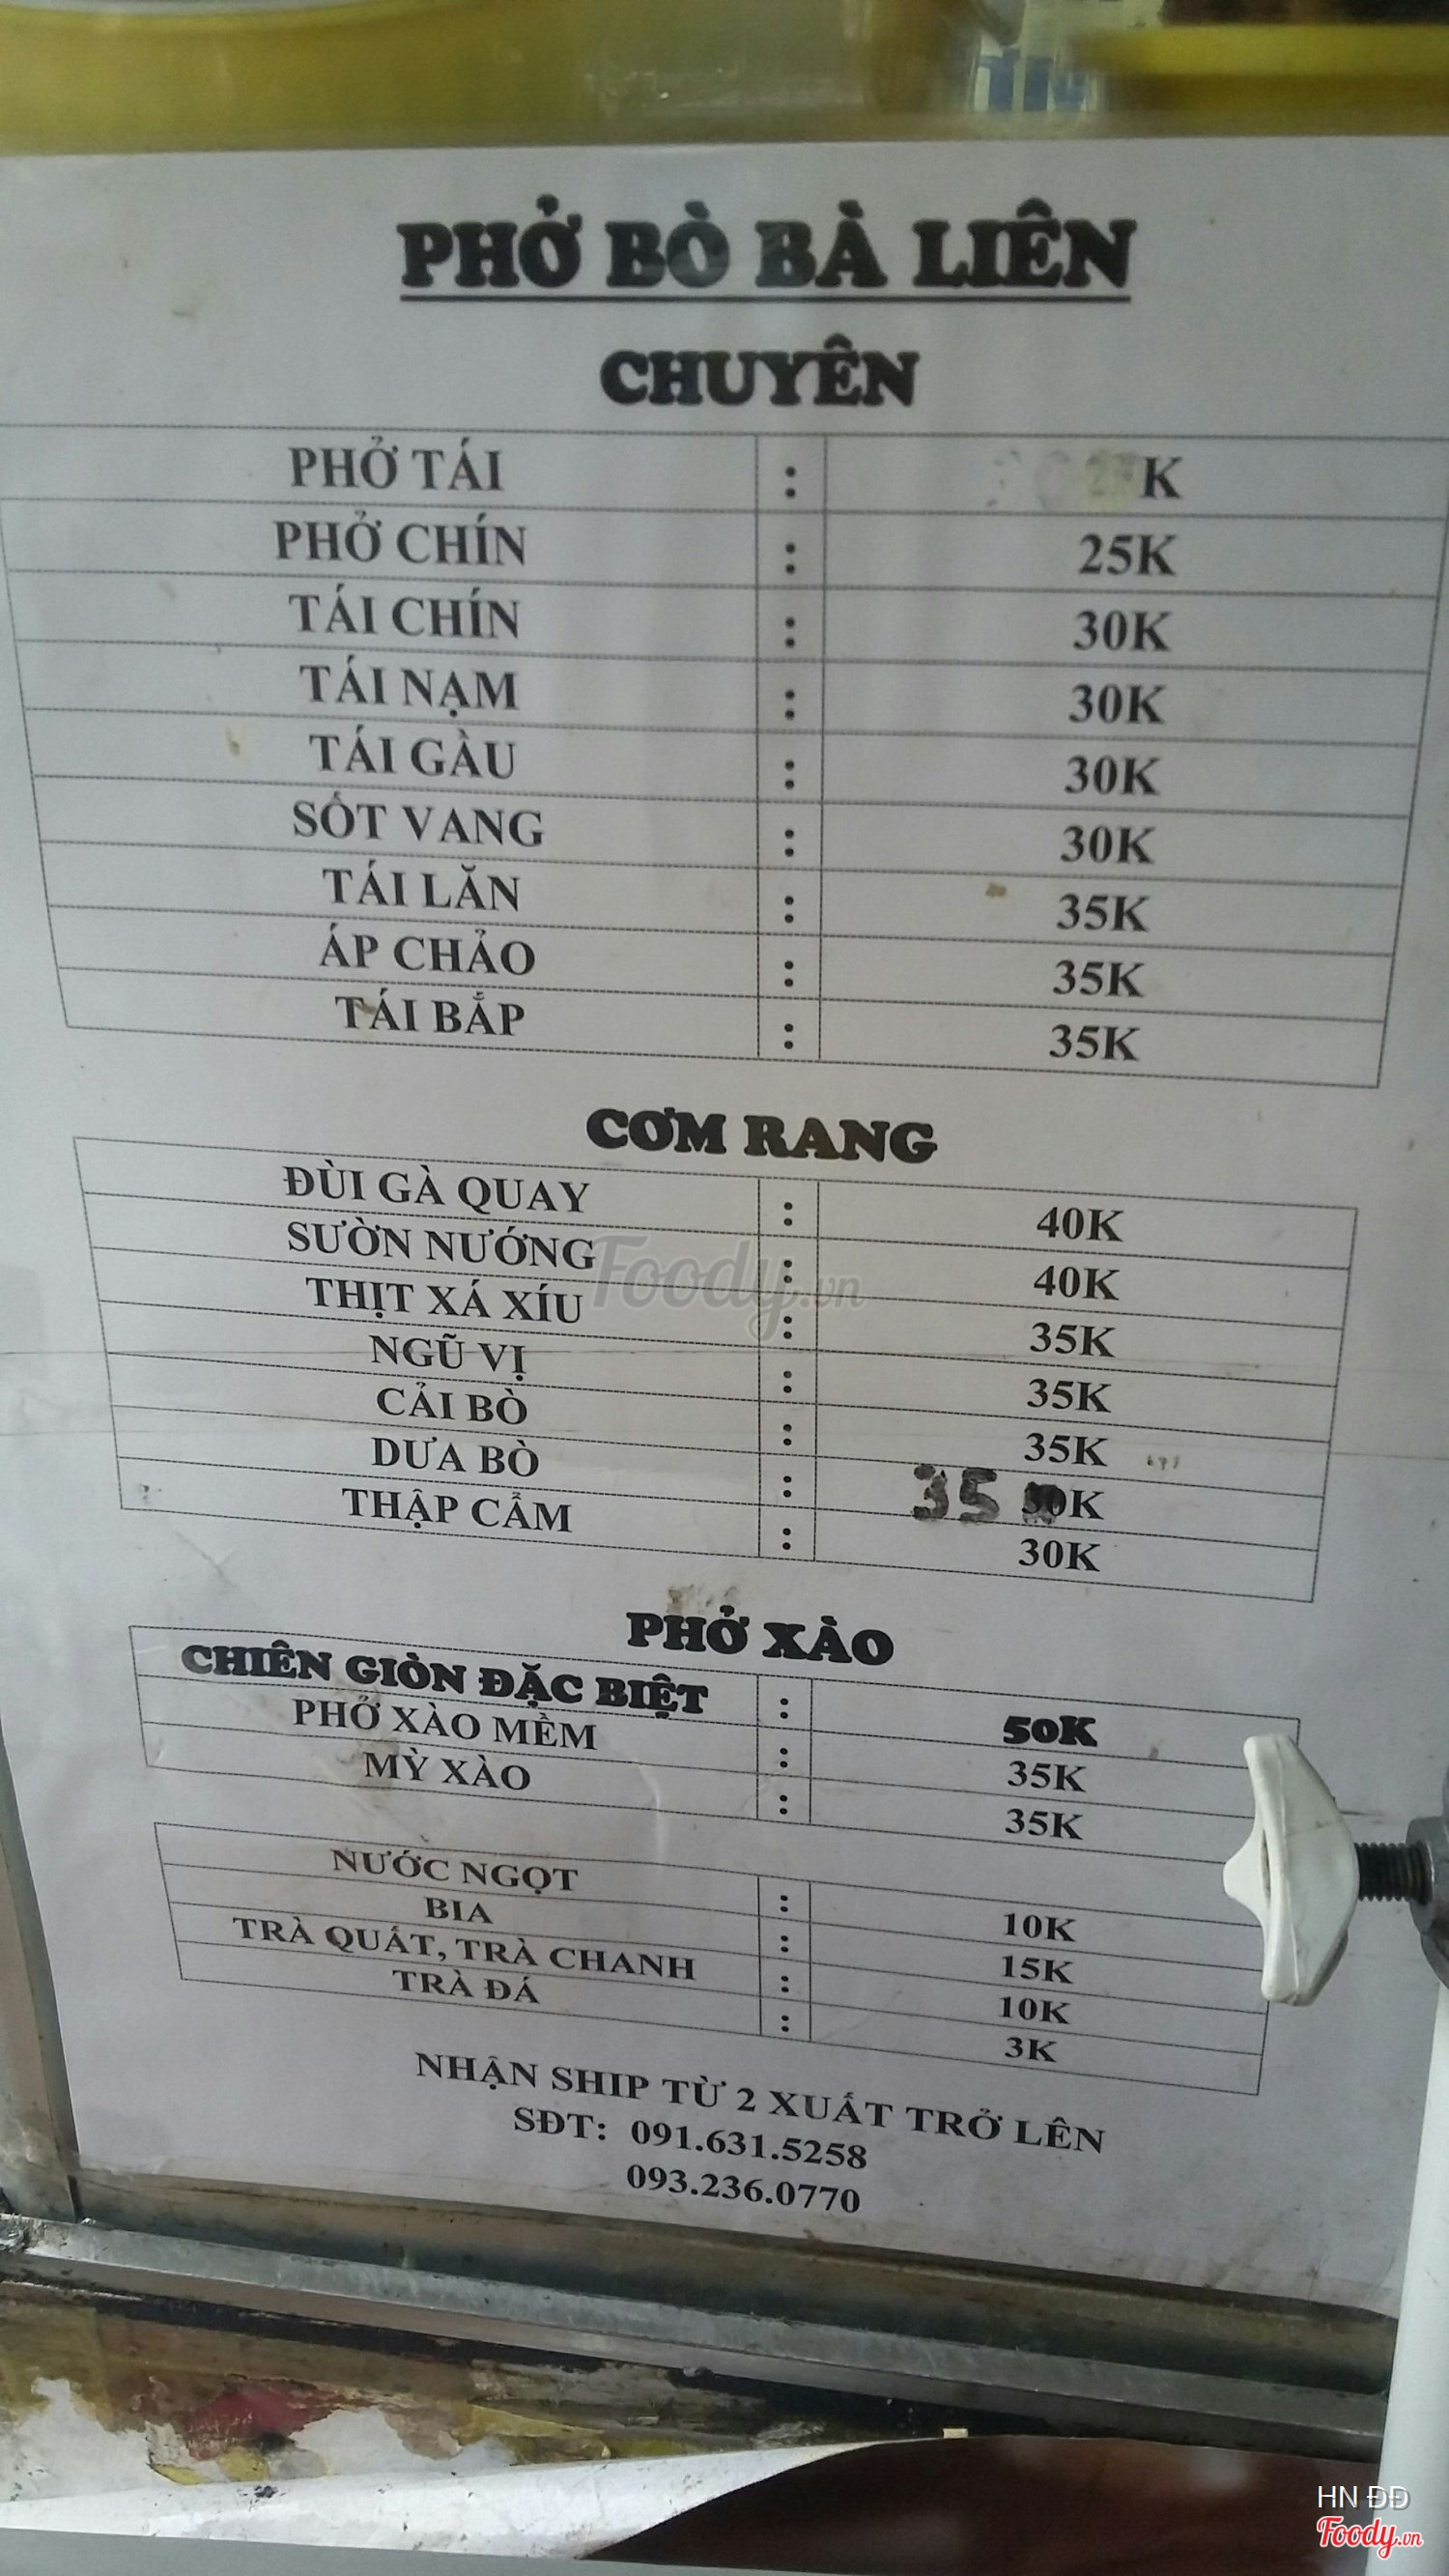 PHỞ BÒ BÀ LIÊN
CHUYÊN
PHỞ TÁI : K
PHỞ CHÍN : 25K
TÁI CHÍN : 30K
TÁI NẠM : 30K
TÁI GẦU : 30K
SỐT VANG : 30K
TÁI LĂN : 35K
ÁP CHẢO : 35K
TÁI BẮP : 35K
CƠM RANG
ĐÙI GÀ QUAY : 40K
SƯỜN NƯỚNG : 40K
THỊT XÁ XÍU : 35K
NGŨ VỊ : 35K
CẢI BÒ : 35K
DƯA BÒ : 35 K
THẬP CẨM : 30K
PHỞ XÀO
CHIÊN GIÒN ĐẶC BIỆT : 50K
PHỞ XÀO MỀM : 35K
MỲ XÀO : 35K
NƯỚC NGỌT : 10K
BIA : 15K
TRÀ QUẤT, TRÀ CHANH : 10K
TRÀ ĐÁ : 3K
NHẬN SHIP TỪ 2 XUẤT TRỞ LÊN
SĐT: 091.631.5258
093.236.0770
Foody.vn
HN ĐĐ
Foody.vn